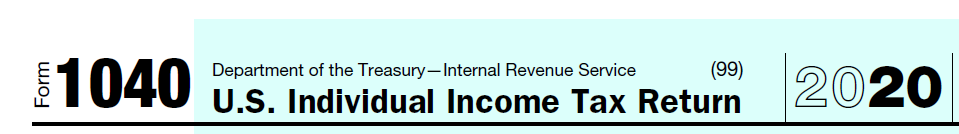 Form 1040
Department of the Treasury—Internal Revenue Service (99)
U.S. Individual Income Tax Return
2020